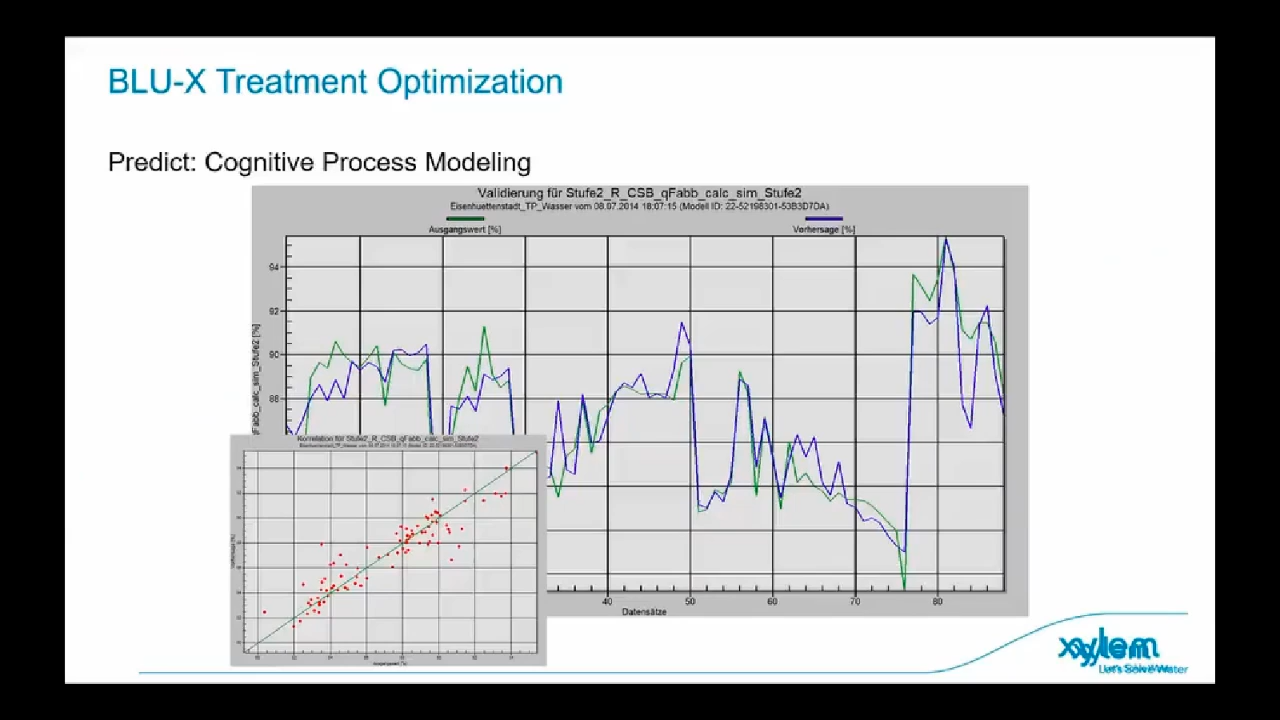 BLU-X Treatment Optimization
Predict: Cognitive Process Modeling
Validierung für Stufe2_R_CSB_qFabb_calc_sim_Stufe2
Eisenhuettenstadt_TP_Wasser vom 08.07.2014 18:07:15 (Modell ID: 22-52198301-53B3D7DA)
Ausgangswert [%]
Vorhersage [%]
94
92
90
88
qFabb_calc_sim_Stufe2 [%]
40
50
60
70
80
Datensätze
Korrelation für Stufe2_R_CSB_qFabb_calc_sim_Stufe2
Ausgangswert [%]
xylem
Let's Solve Water